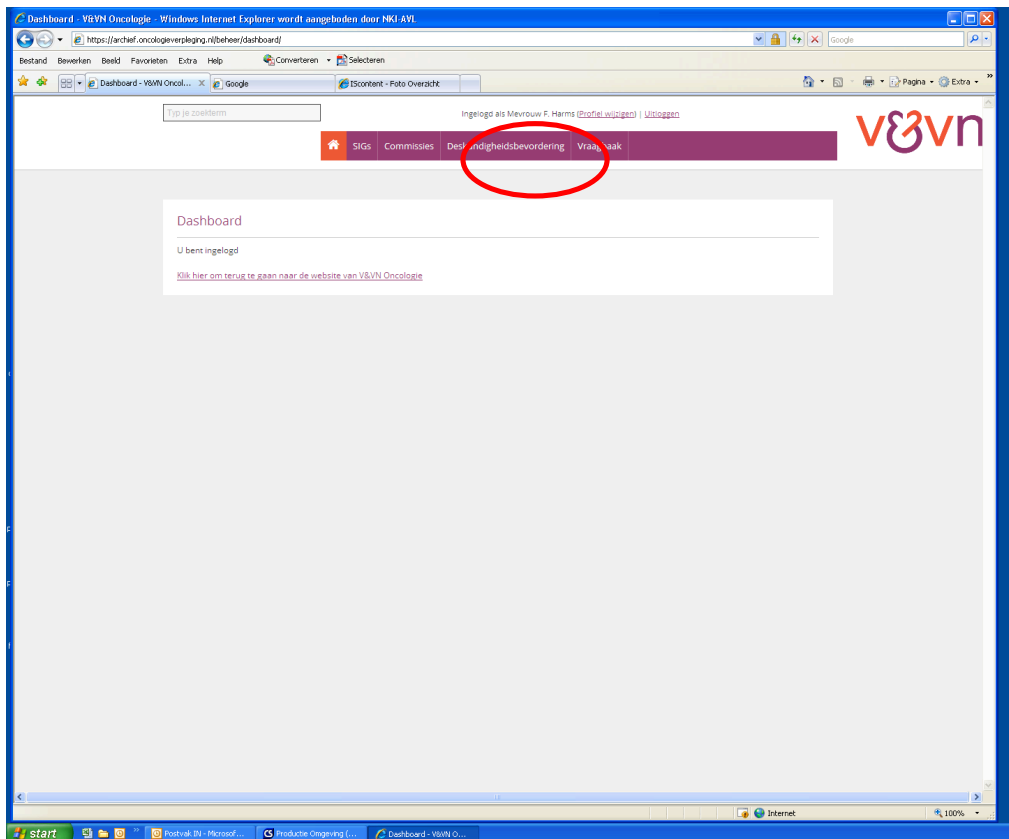 Dashboard - V&VN Oncologie - Windows Internet Explorer wordt aangeboden door NKI-AVL
https://archief.oncologieverpleging.nl/beheer/dashboard/
Google
Bestand Bewerken Beeld Favorieten Extra Help Converteren Selecteren
Dashboard - V&VN Oncol... X Google IScontent - Foto Overzicht Pagina Extra »
Typ je zoekterm
Ingelogd als Mevrouw F. Harms (Profiel wijzigen) | Uitloggen
v&vn
SIGs Commissies Deskundigheidsbevordering Vraagbaak
Dashboard
U bent ingelogd
Klik hier om terug te gaan naar de website van V&VN Oncologie
Internet 100%
start » Postvak IN - Microsof... Productie Omgeving (... Dashboard - V&VN O...